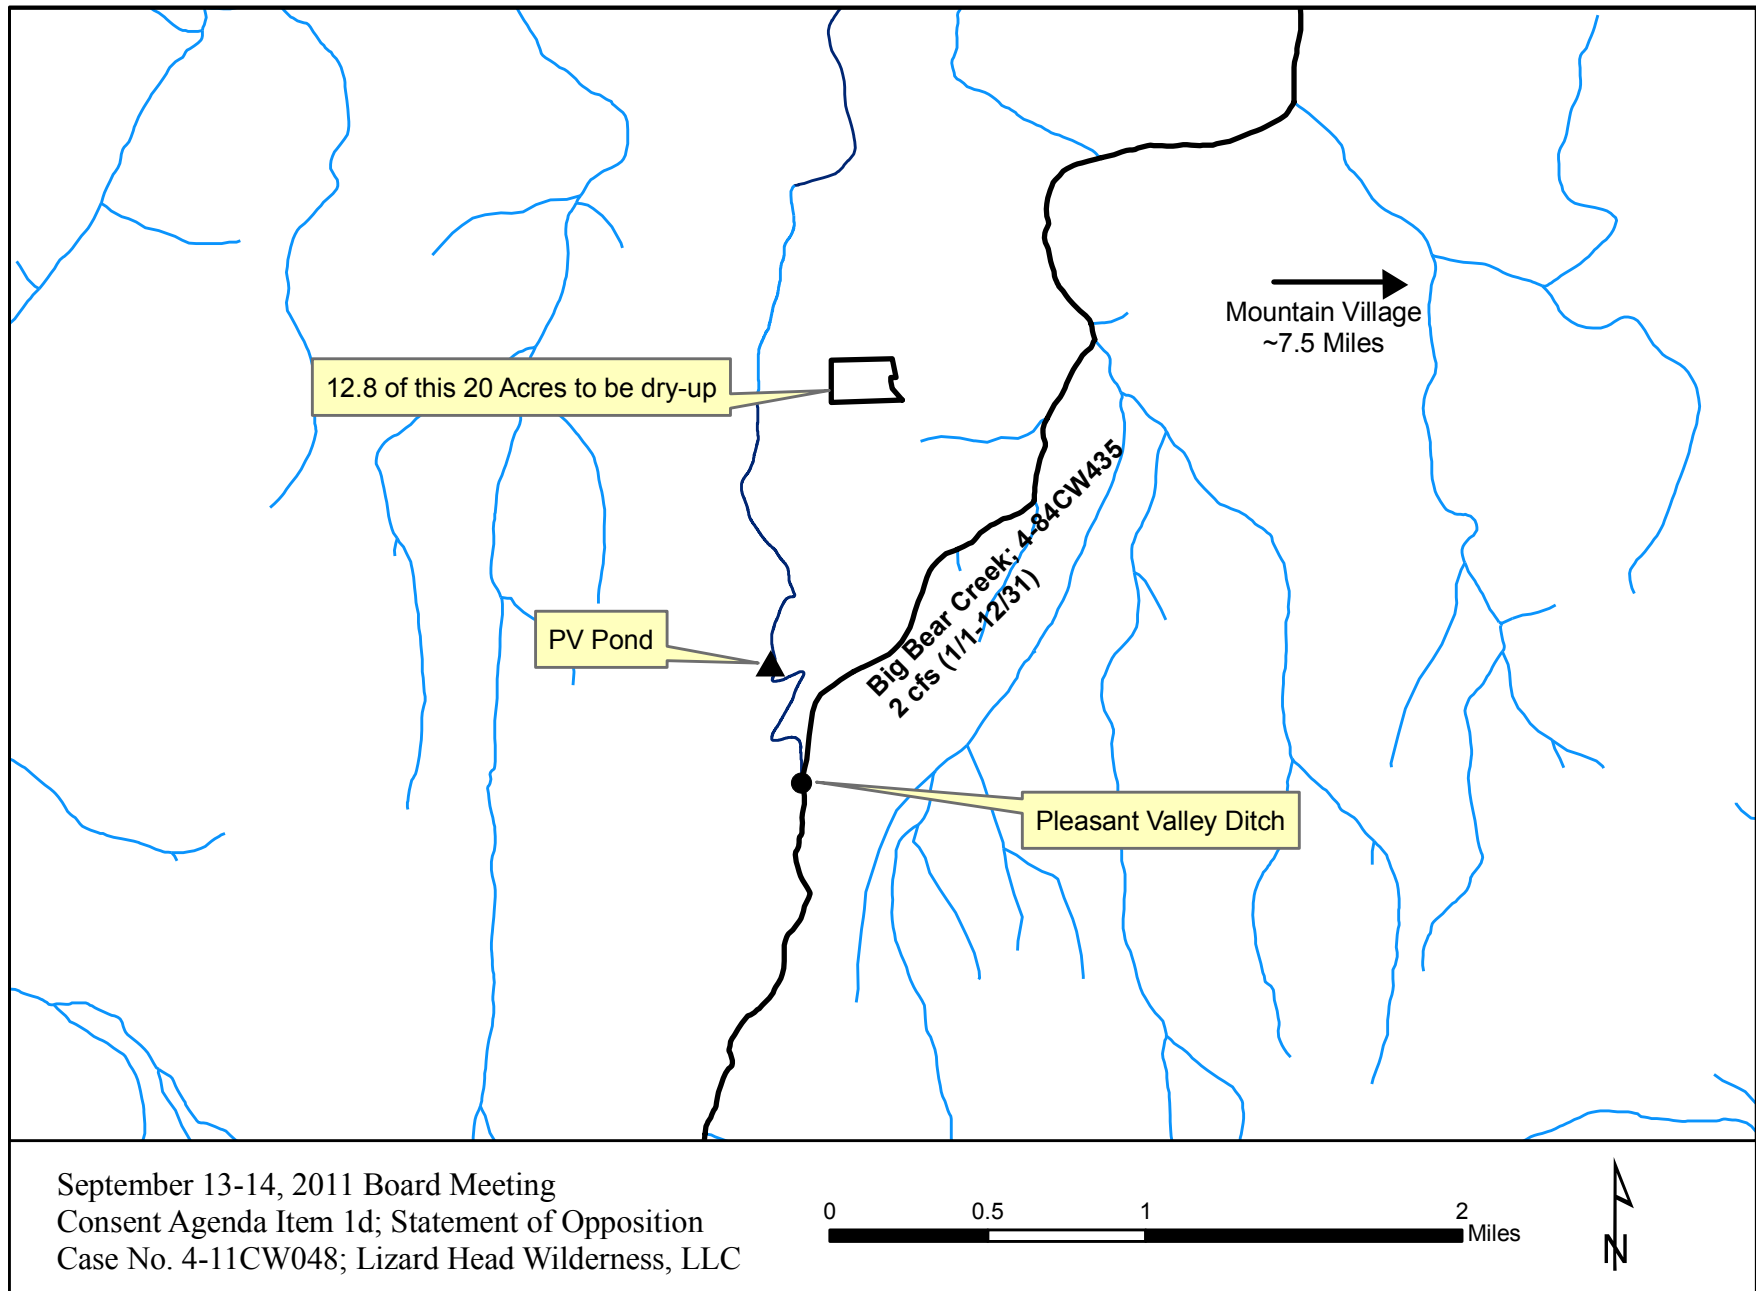 Mountain Village
~7.5 Miles
12.8 of this 20 Acres to be dry-up
Big Bear Creek; 4-84CW435
2 cfs (1/1-12/31)
PV Pond
Pleasant Valley Ditch
September 13-14, 2011 Board Meeting
Consent Agenda Item 1d; Statement of Opposition
Case No. 4-11CW048; Lizard Head Wilderness, LLC
0 0.5 1 2
Miles
N